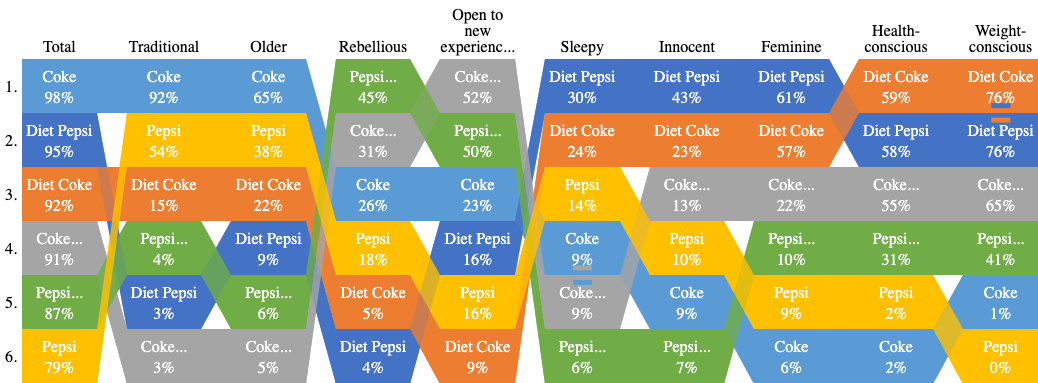 Total Traditional Older Rebellious Open to new experienc... Sleepy Innocent Feminine Health-conscious Weight-conscious
1. Coke Coke Coke Pepsi... Coke... Diet Pepsi Diet Pepsi Diet Pepsi Diet Coke Diet Coke
98% 92% 65% 45% 52% 30% 43% 61% 59% 76%
2. Diet Pepsi Pepsi Pepsi Coke... Pepsi... Diet Coke Diet Coke Diet Coke Diet Pepsi Diet Pepsi
95% 54% 38% 31% 50% 24% 23% 57% 58% 76%
3. Diet Coke Diet Coke Diet Coke Coke Coke Pepsi Coke... Coke... Coke... Coke...
92% 15% 22% 26% 23% 14% 13% 22% 55% 65%
4. Coke... Pepsi... Diet Pepsi Pepsi Diet Pepsi Coke Pepsi Pepsi... Pepsi... Pepsi...
91% 4% 9% 18% 16% 9% 10% 10% 31% 41%
5. Pepsi... Diet Pepsi Pepsi... Diet Coke Pepsi Coke... Coke Pepsi Pepsi Coke
87% 3% 6% 5% 16% 9% 9% 9% 2% 1%
6. Pepsi Coke... Coke... Diet Pepsi Diet Coke Pepsi... Pepsi... Coke Coke Pepsi
79% 3% 5% 4% 9% 6% 7% 6% 2% 0%